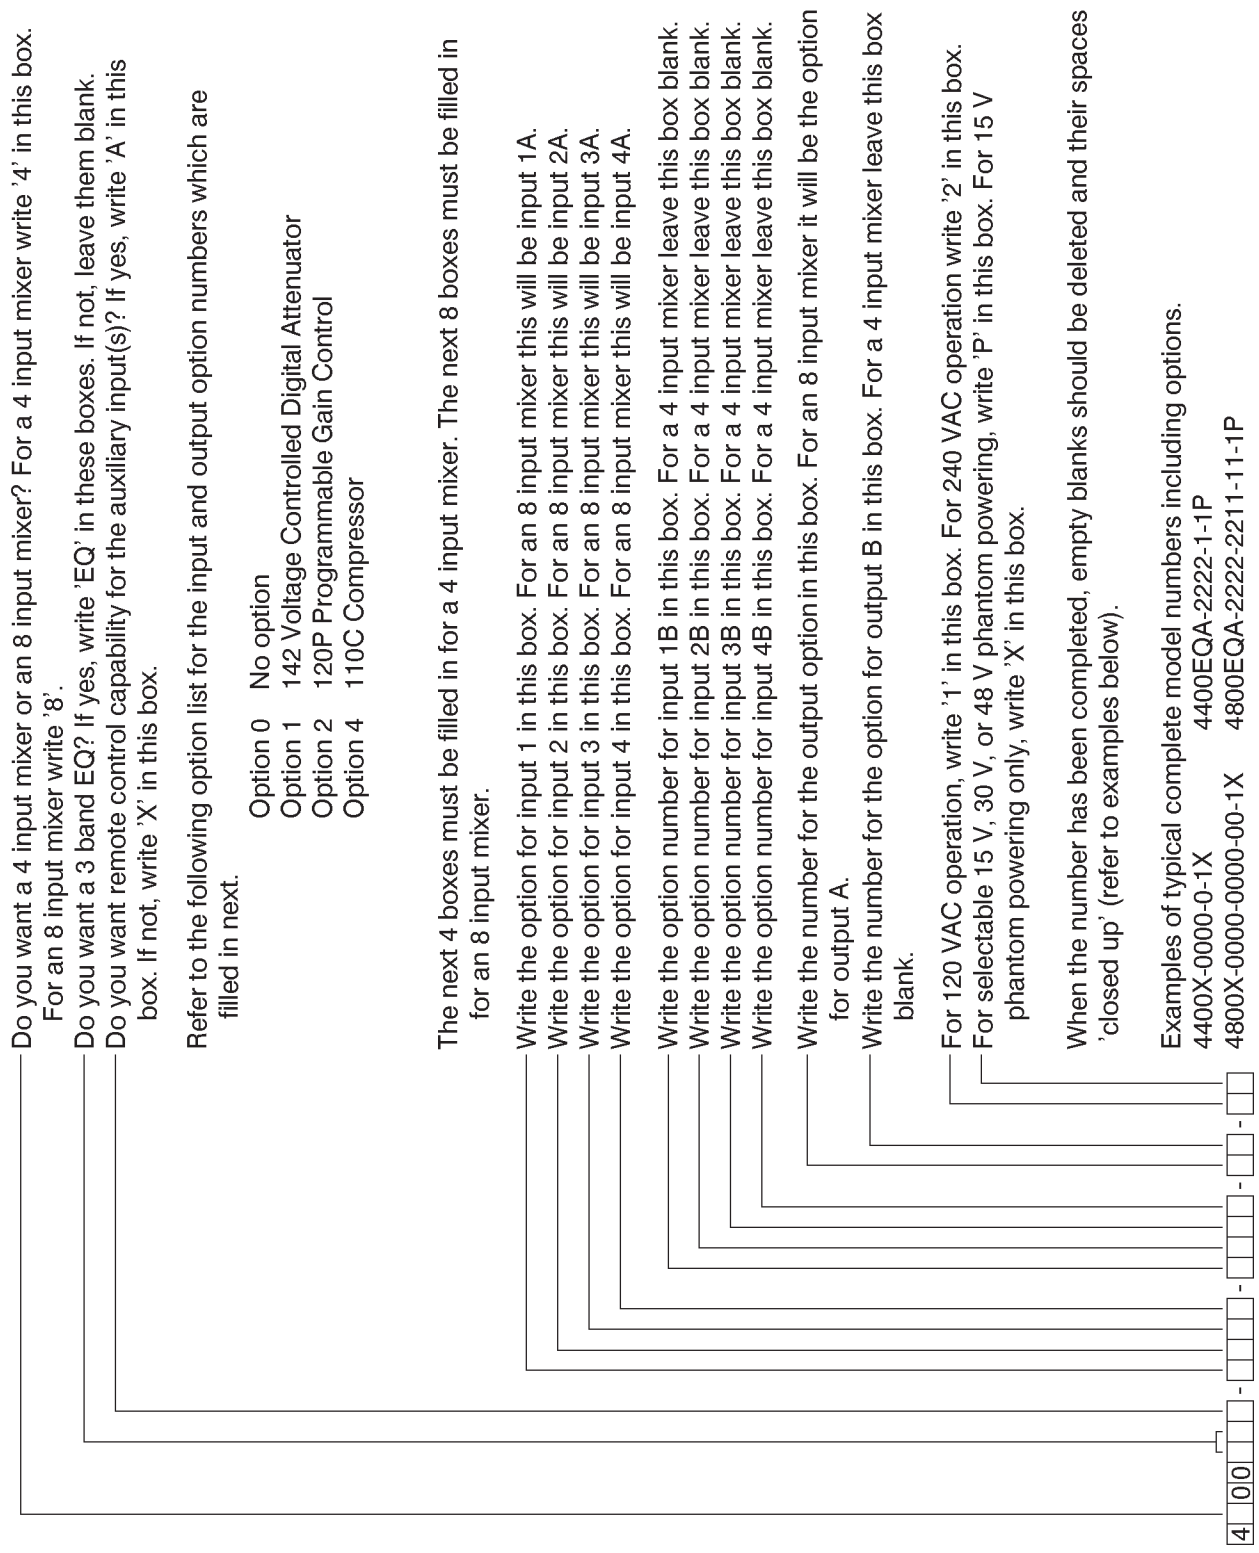 Do you want a 4 input mixer or an 8 input mixer? For a 4 input mixer write '4' in this box.
For an 8 input mixer write '8'.
Do you want a 3 band EQ? If yes, write 'EQ' in these boxes. If not, leave them blank.
Do you want remote control capability for the auxiliary input(s)? If yes, write 'A' in this
box. If not, write 'X' in this box.
Refer to the following option list for the input and output option numbers which are
filled in next.
Option 0 No option
Option 1 142 Voltage Controlled Digital Attenuator
Option 2 120P Programmable Gain Control
Option 4 110C Compressor
The next 4 boxes must be filled in for a 4 input mixer. The next 8 boxes must be filled in
for an 8 input mixer.
Write the option for input 1 in this box. For an 8 input mixer this will be input 1A.
Write the option for input 2 in this box. For an 8 input mixer this will be input 2A.
Write the option for input 3 in this box. For an 8 input mixer this will be input 3A.
Write the option for input 4 in this box. For an 8 input mixer this will be input 4A.
Write the option number for input 1B in this box. For a 4 input mixer leave this box blank.
Write the option number for input 2B in this box. For a 4 input mixer leave this box blank.
Write the option number for input 3B in this box. For a 4 input mixer leave this box blank.
Write the option number for input 4B in this box. For a 4 input mixer leave this box blank.
Write the number for the output option in this box. For an 8 input mixer it will be the option
for output A.
Write the number for the option for output B in this box. For a 4 input mixer leave this box
blank.
For 120 VAC operation, write '1' in this box. For 240 VAC operation write '2' in this box.
For selectable 15 V, 30 V, or 48 V phantom powering, write 'P' in this box. For 15 V
phantom powering only, write 'X' in this box.
When the number has been completed, empty blanks should be deleted and their spaces
'closed up' (refer to examples below).
Examples of typical complete model numbers including options.
4400X-0000-0-1X 4400EQA-2222-1-1P
4800X-0000-0000-00-1X 4800EQA-2222-2211-11-1P
4 00 - - - -